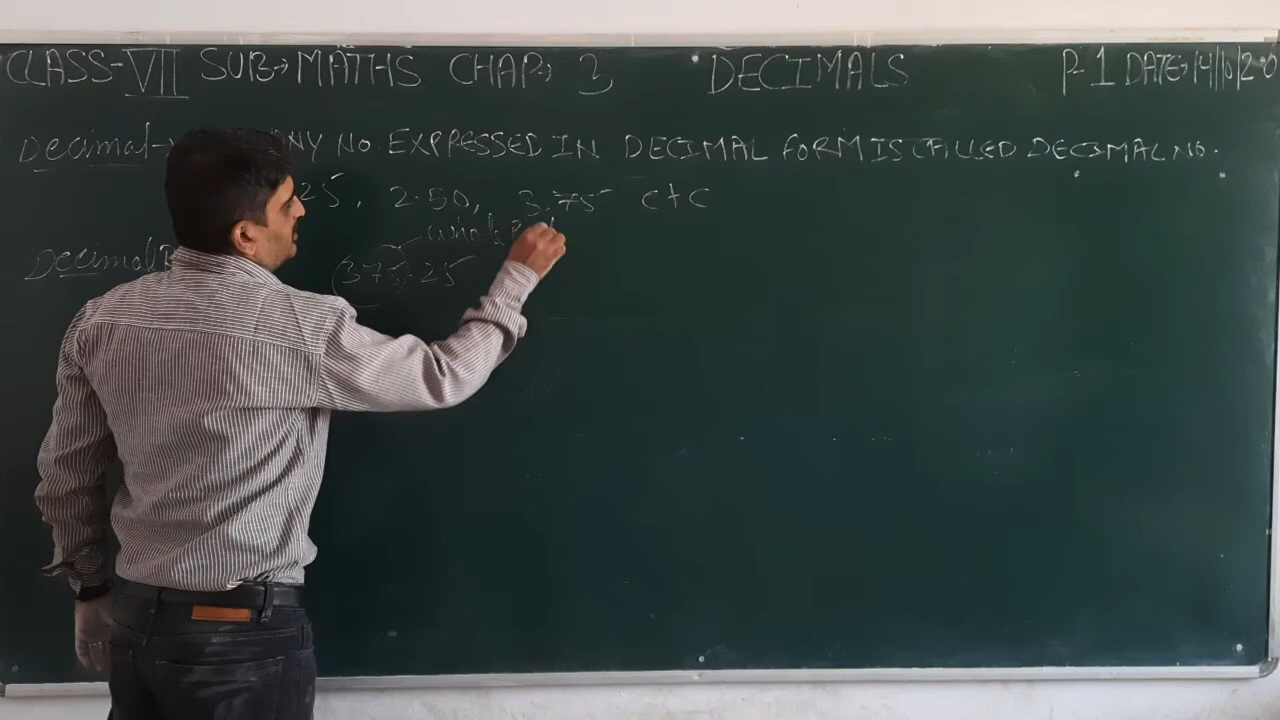 CLASS-VII SUB→ MATHS CHAP→ 3 DECIMALS P-1 DATE→ 14/10/20
Decimal→ ANY NO. EXPRESSED IN DECIMAL FORM IS CALLED DECIMAL NO.
25, 2.50, 3.75 etc
whole
Decimal 375.25